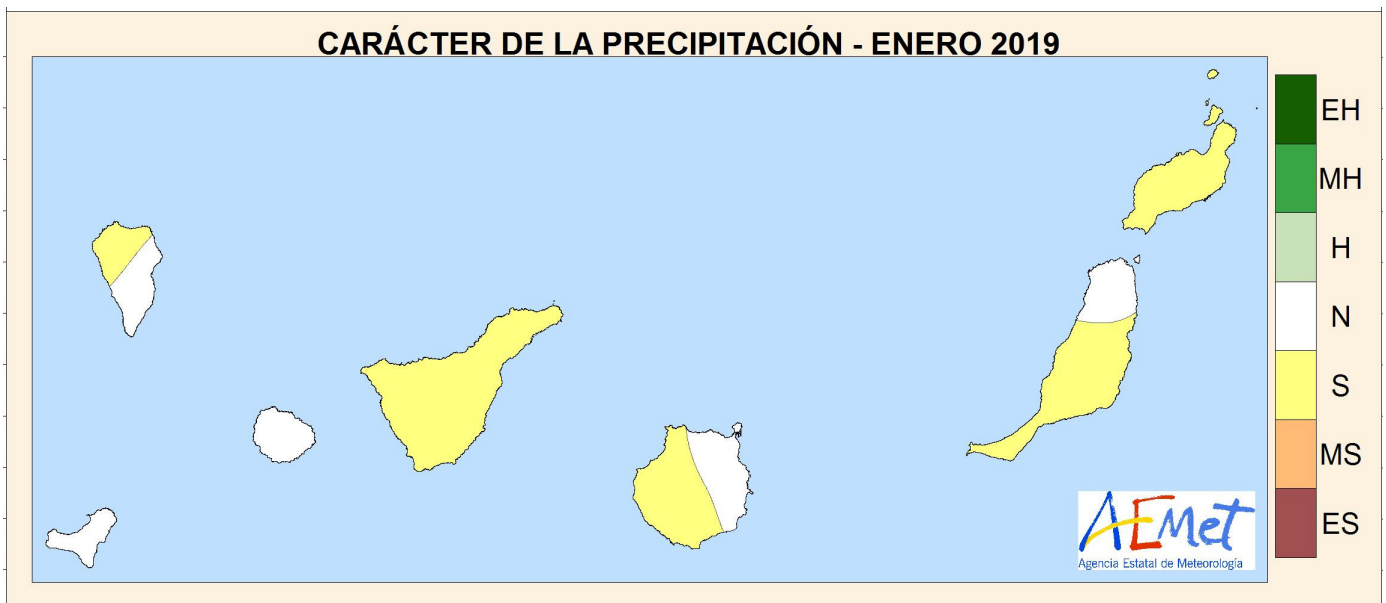 CARÁCTER DE LA PRECIPITACIÓN - ENERO 2019
EH
MH
H
N
S
MS
ES
AEMet
Agencia Estatal de Meteorología